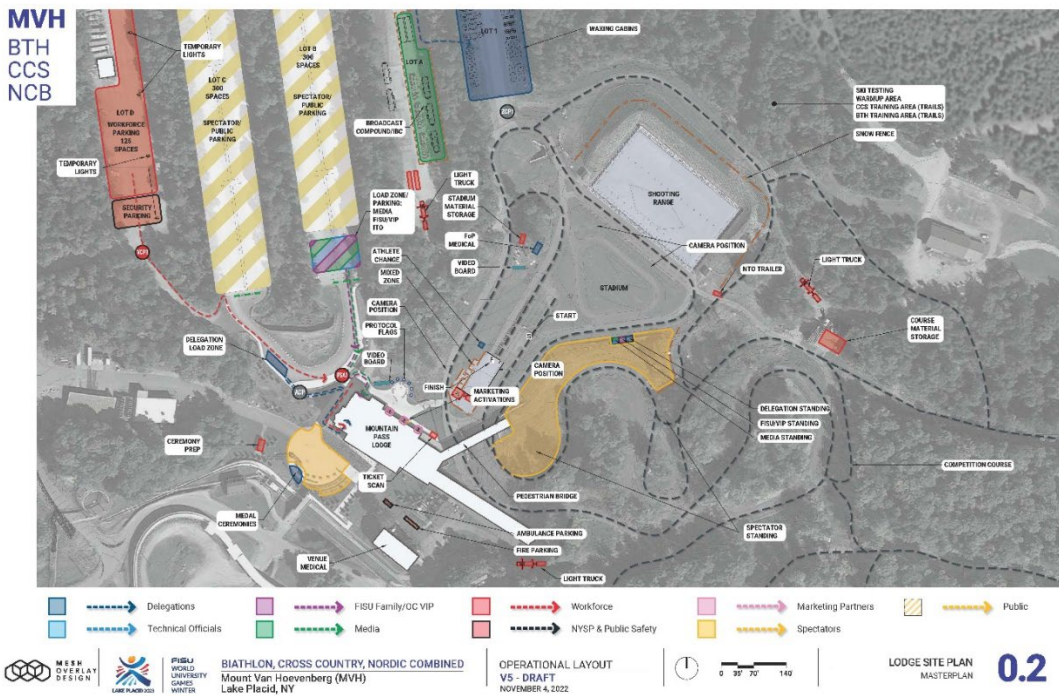 MVH
BTH
CCS
NCB
TEMPORARY
LIGHTS
LOT D
WORKFORCE
PARKING
125
SPACES
TEMPORARY
LIGHTS
SECURITY
PARKING
LOT C
300
SPACES
SPECTATOR/
PUBLIC
PARKING
LOT B
300
SPACES
SPECTATOR/
PUBLIC
PARKING
LOT A
BROADCAST
COMPOUND/IBC
LOT 1
WAXING CABINS
LOAD ZONE/
PARKING:
MEDIA
FISU/VIP
ITO
LIGHT
TRUCK
STADIUM
MATERIAL
STORAGE
FoP
MEDICAL
VIDEO
BOARD
ATHLETE
CHANGE
MIXED
ZONE
CAMERA
POSITION
PROTOCOL
FLAGS
VIDEO
BOARD
DELEGATION
LOAD ZONE
SHOOTING
RANGE
SKI TESTING
WARMUP AREA
CCS TRAINING AREA (TRAILS)
BTH TRAINING AREA (TRAILS)
SNOW FENCE
CAMERA POSITION
NTO TRAILER
LIGHT TRUCK
STADIUM
START
COURSE
MATERIAL
STORAGE
CAMERA
POSITION
FINISH
MARKETING
ACTIVATIONS
DELEGATION STANDING
FISU/VIP STANDING
MEDIA STANDING
CEREMONY
PREP
MOUNTAIN
PASS
LODGE
TICKET
SCAN
COMPETITION COURSE
PEDESTRIAN BRIDGE
MEDAL
CEREMONIES
AMBULANCE PARKING
FIRE PARKING
SPECTATOR
STANDING
VENUE
MEDICAL
LIGHT TRUCK
Delegations
FISU Family/OC VIP
Workforce
Marketing Partners
Public
Technical Officials
Media
NYSP & Public Safety
Spectators
MESH
OVERLAY
DESIGN
LAKE PLACID 2023
FISU
WORLD
UNIVERSITY
GAMES
WINTER
BIATHLON, CROSS COUNTRY, NORDIC COMBINED
Mount Van Hoevenberg (MVH)
Lake Placid, NY
OPERATIONAL LAYOUT
V5 - DRAFT
NOVEMBER 4, 2022
0 35' 70' 140'
LODGE SITE PLAN
MASTERPLAN
0.2